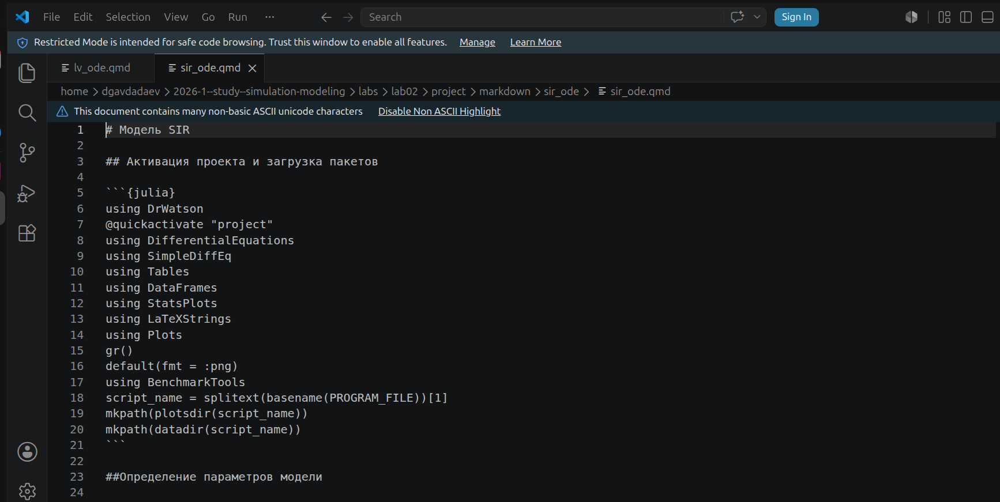 File Edit Selection View Go Run ··· Search Sign In
Restricted Mode is intended for safe code browsing. Trust this window to enable all features. Manage Learn More
lv_ode.qmd sir_ode.qmd
home > dgavdadaev > 2026-1--study--simulation-modeling > labs > lab02 > project > markdown > sir_ode > sir_ode.qmd
This document contains many non-basic ASCII unicode characters Disable Non ASCII Highlight
1 # Модель SIR
2
3 ## Активация проекта и загрузка пакетов
4
5 ```{julia}
6 using DrWatson
7 @quickactivate "project"
8 using DifferentialEquations
9 using SimpleDiffEq
10 using Tables
11 using DataFrames
12 using StatsPlots
13 using LaTeXStrings
14 using Plots
15 gr()
16 default(fmt = :png)
17 using BenchmarkTools
18 script_name = splitext(basename(PROGRAM_FILE))[1]
19 mkpath(plotsdir(script_name))
20 mkpath(datadir(script_name))
21 ```
22
23 ##Определение параметров модели
24